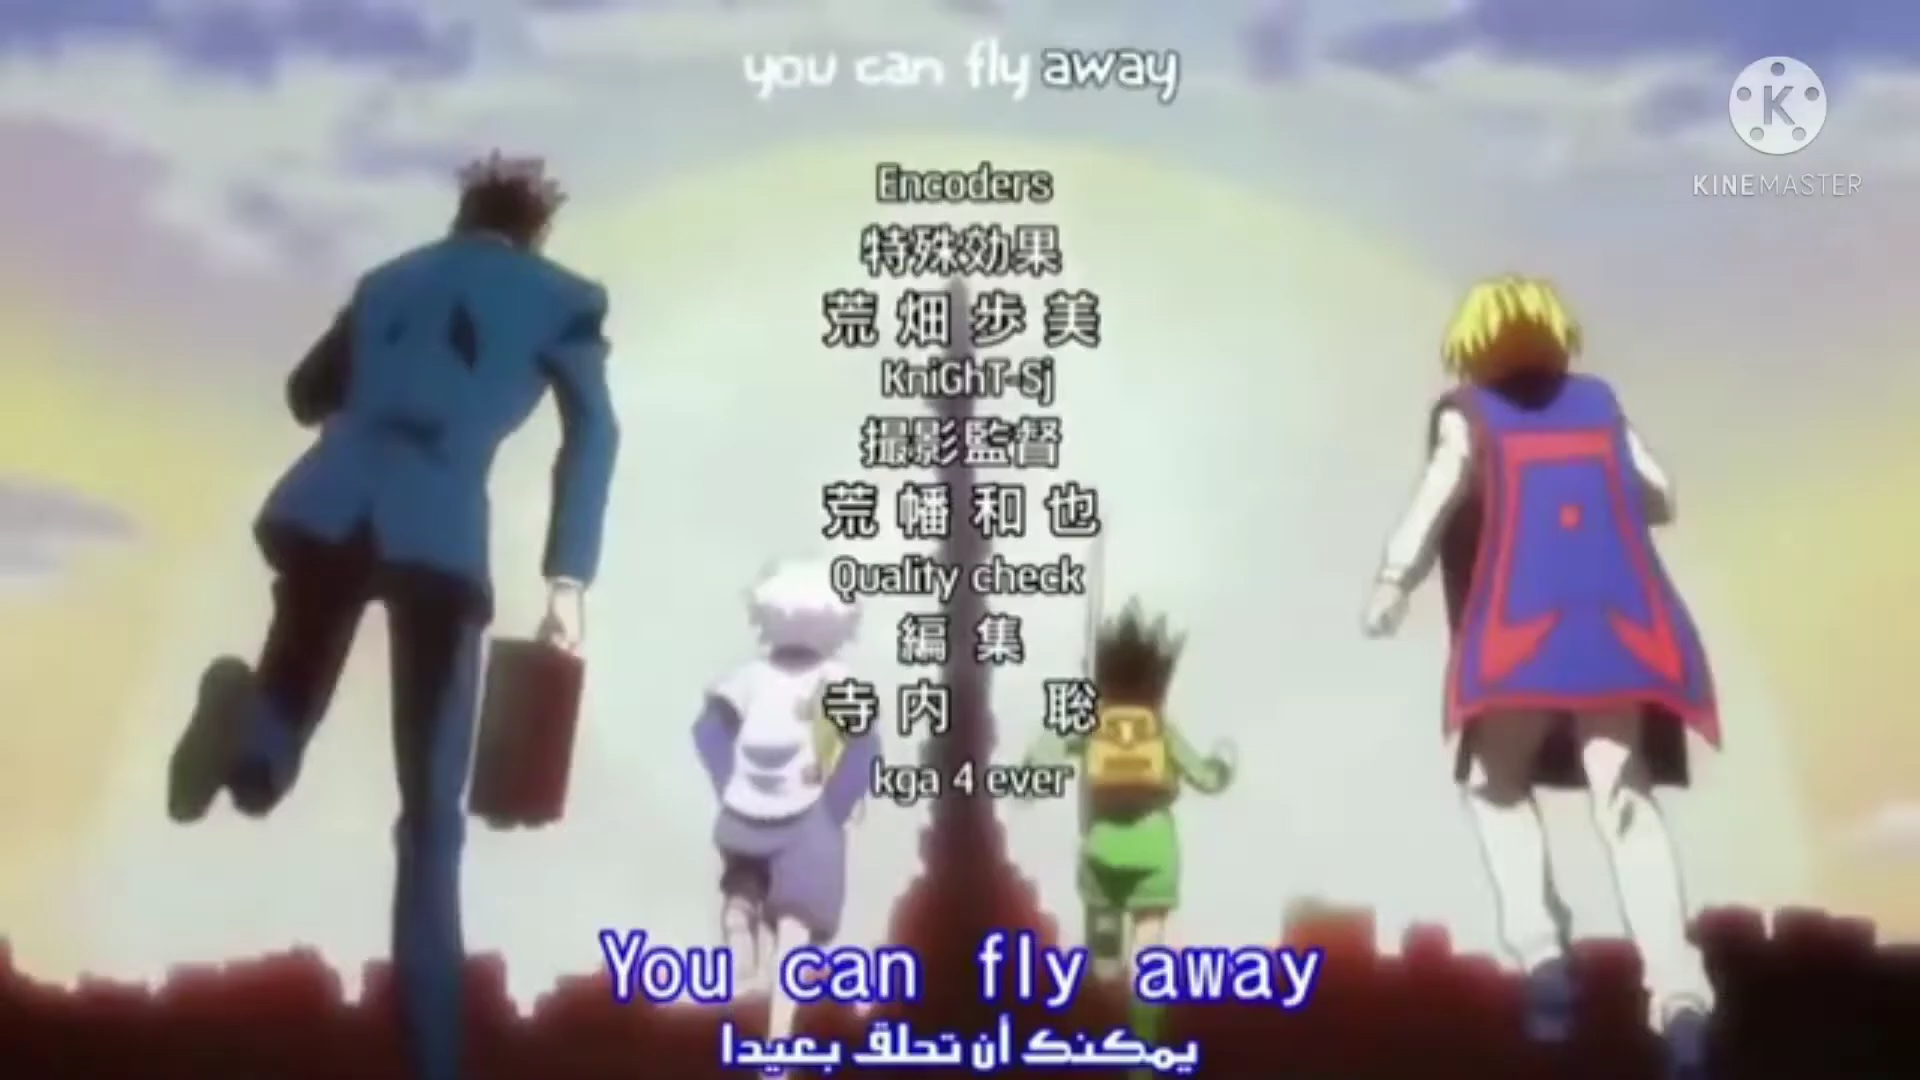 you can fly away
KINEMASTER
Encoders
特殊効果
荒畑歩美
KniGhT-Sj
撮影監督
荒幡和也
Quality check
編集
寺内 聡
kga 4 ever
You can fly away
يمكنك أن تحلق بعيدا